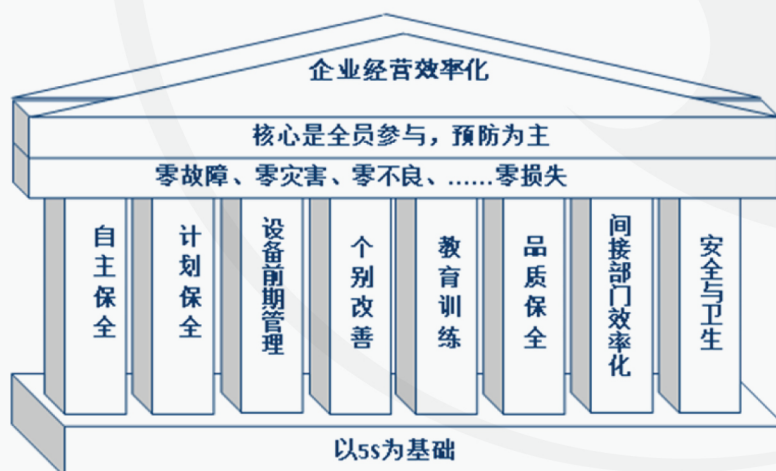 企业经营效率化
核心是全员参与，预防为主
零故障、零灾害、零不良、......零损失
自主保全
计划保全
设备前期管理
个别改善
教育训练
品质保全
间接部门效率化
安全与卫生
以5S为基础